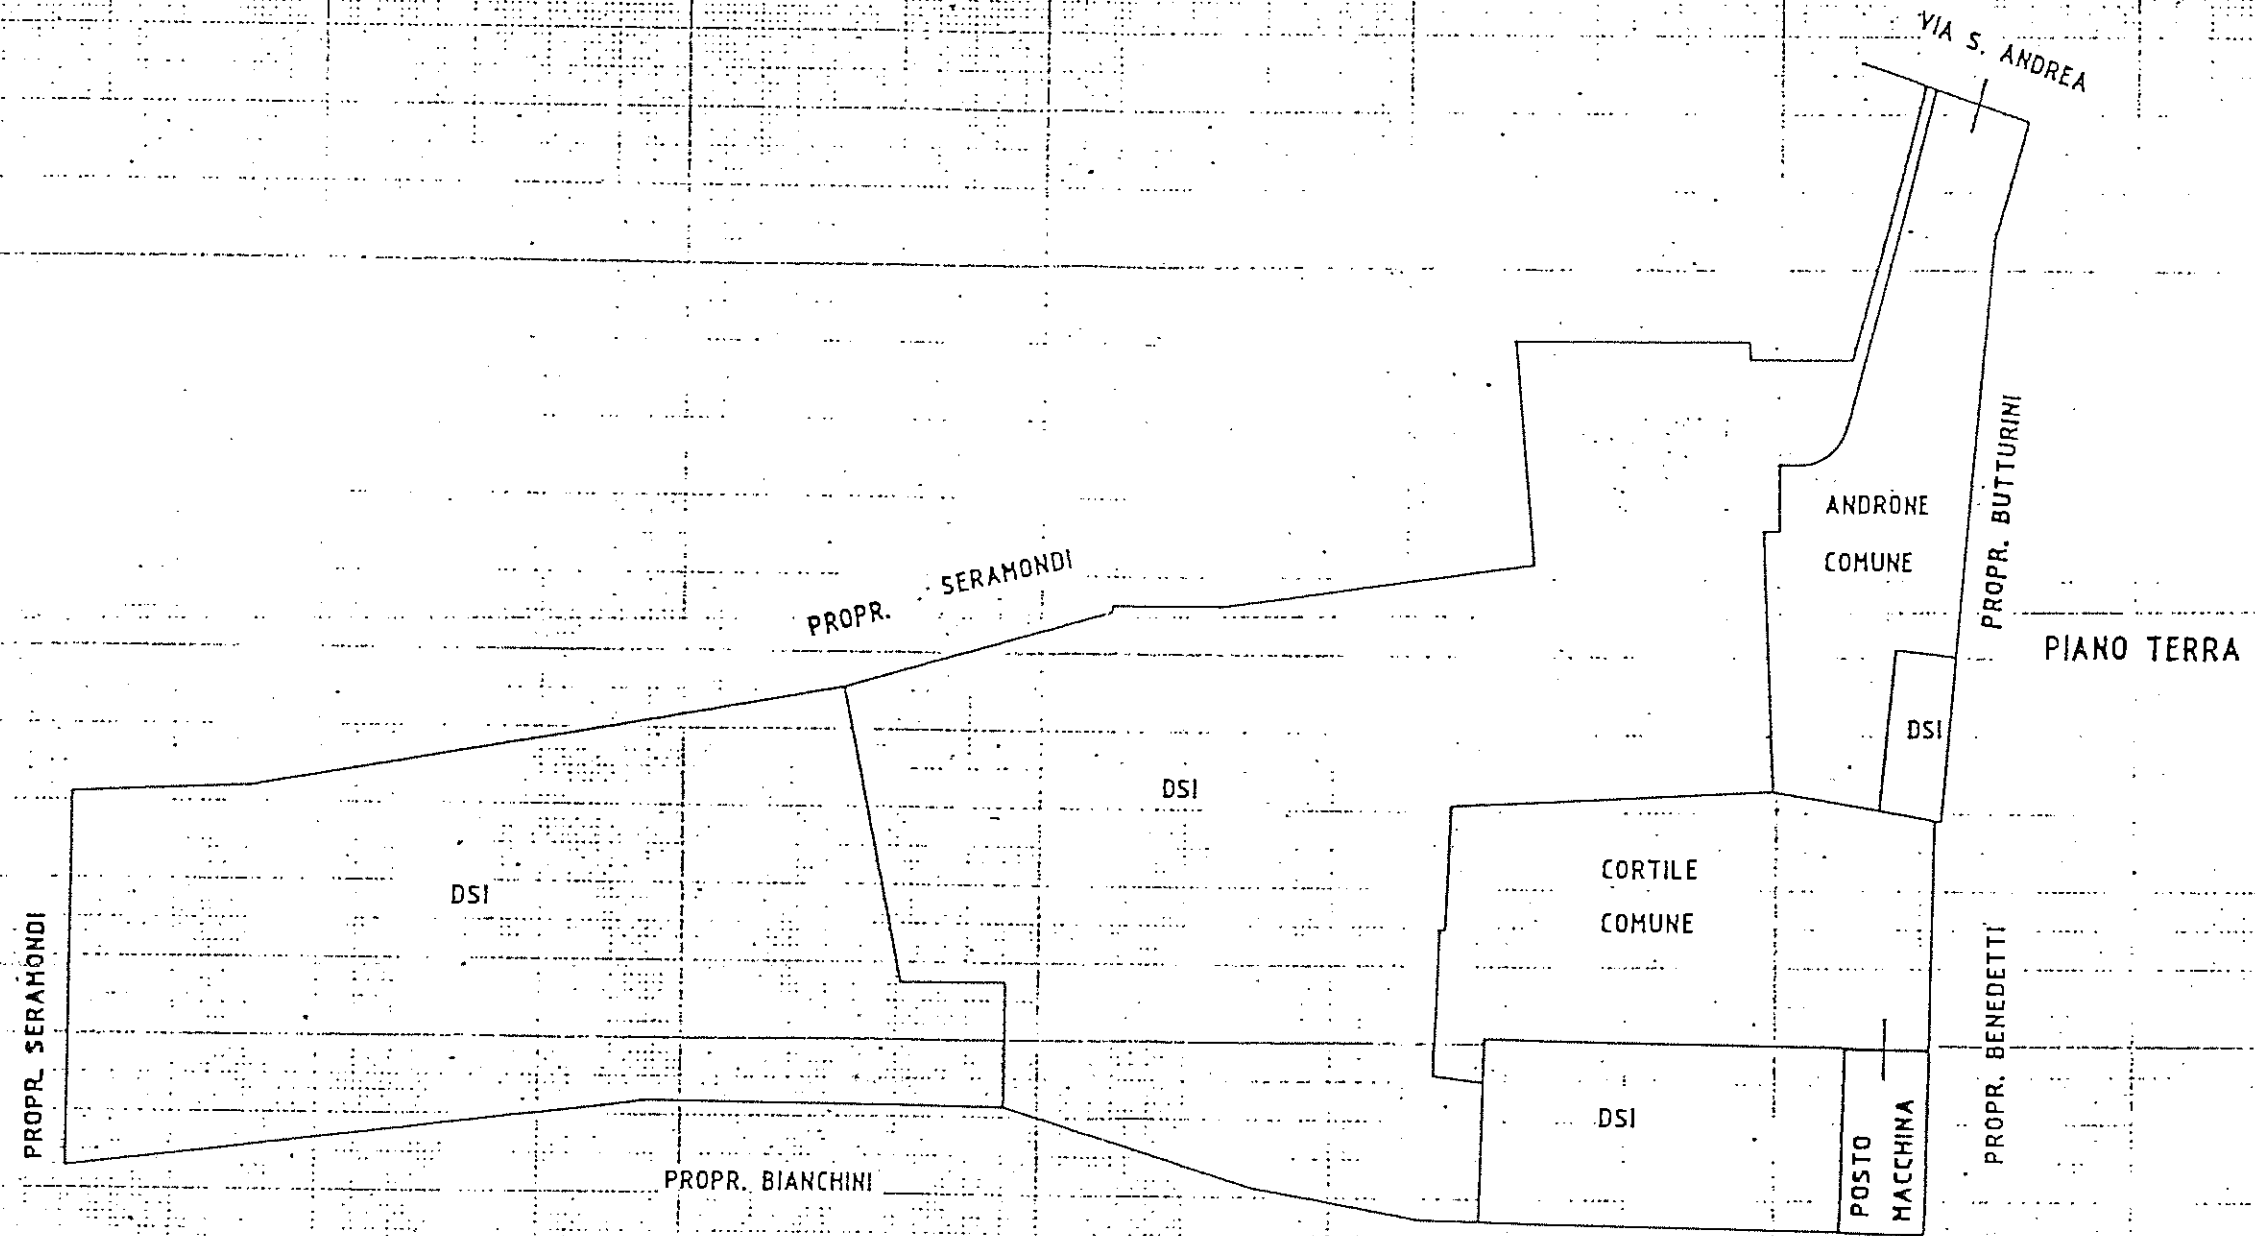 VIA S. ANDREA
PROPR. BUTTURINI
ANDRONE
COMUNE
PROPR. SERAMONDI
PIANO TERRA
DSI
DSI
CORTILE
COMUNE
DSI
PROPR. SERAMONDI
PROPR. BENEDETTI
DSI
POSTO
MACCHINA
PROPR. BIANCHINI